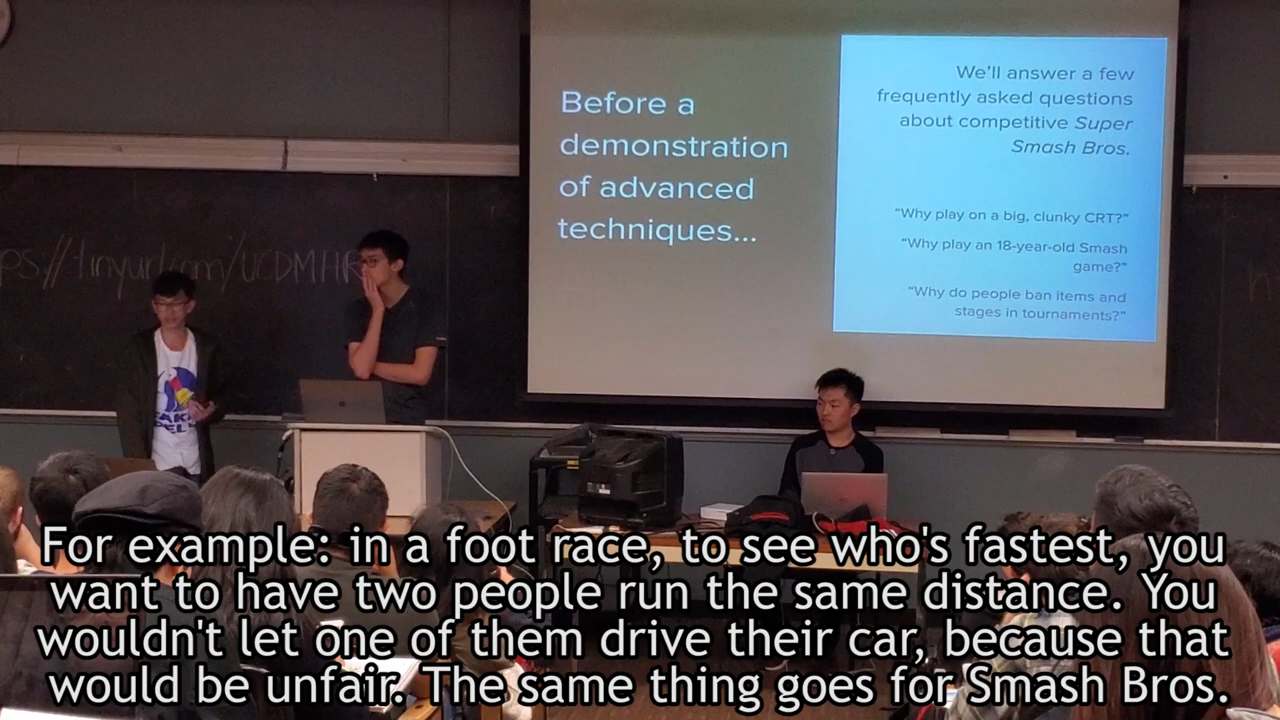 Before a
demonstration
of advanced
techniques...
We'll answer a few
frequently asked questions
about competitive Super
Smash Bros.
"Why play on a big, clunky CRT?"
"Why play an 18-year-old Smash
game?"
"Why do people ban items and
stages in tournaments?"
ps://tinyurl.com/UCDMHR
For example: in a foot race, to see who's fastest, you
want to have two people run the same distance. You
wouldn't let one of them drive their car, because that
would be unfair. The same thing goes for Smash Bros.